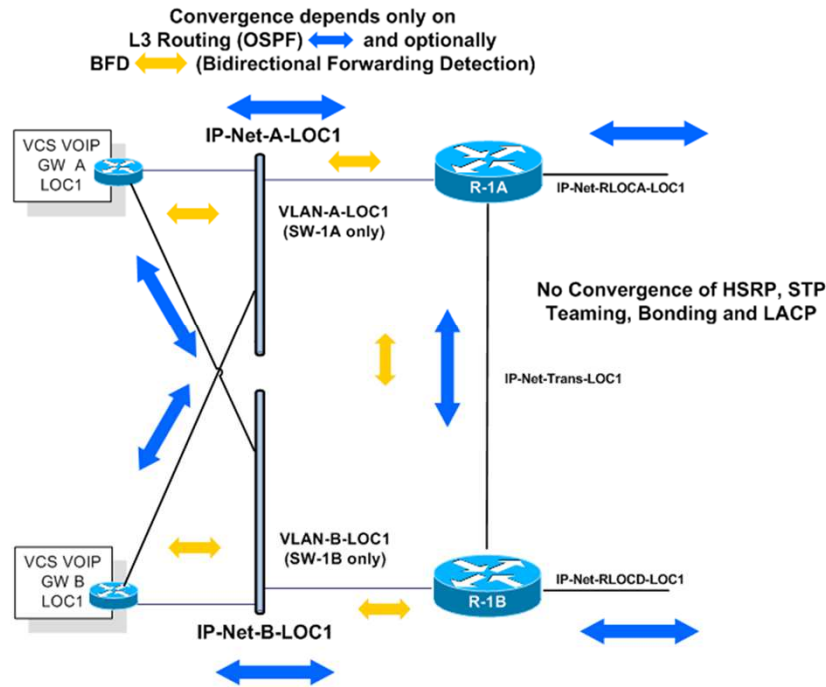 Convergence depends only on
L3 Routing (OSPF) and optionally
BFD (Bidirectional Forwarding Detection)
IP-Net-A-LOC1
VCS VOIP
GW A
LOC1
R-1A
IP-Net-RLOCA-LOC1
VLAN-A-LOC1
(SW-1A only)
No Convergence of HSRP, STP
Teaming, Bonding and LACP
IP-Net-Trans-LOC1
VLAN-B-LOC1
(SW-1B only)
VCS VOIP
GW B
LOC1
R-1B
IP-Net-RLOCD-LOC1
IP-Net-B-LOC1